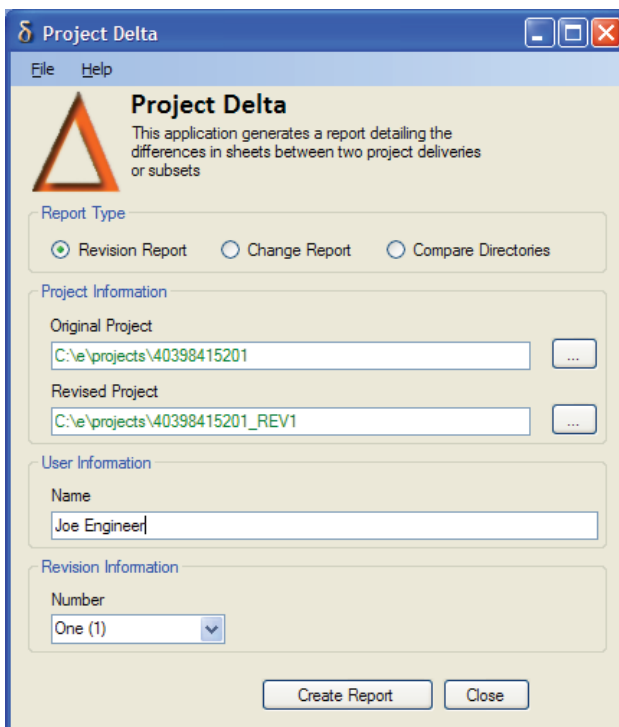 δ Project Delta
File Help
Project Delta
This application generates a report detailing the
differences in sheets between two project deliveries
or subsets
Report Type
Revision Report Change Report Compare Directories
Project Information
Original Project
C:\e\projects\40398415201
...
Revised Project
C:\e\projects\40398415201_REV1
...
User Information
Name
Joe Engineer
Revision Information
Number
One (1)
Create Report Close